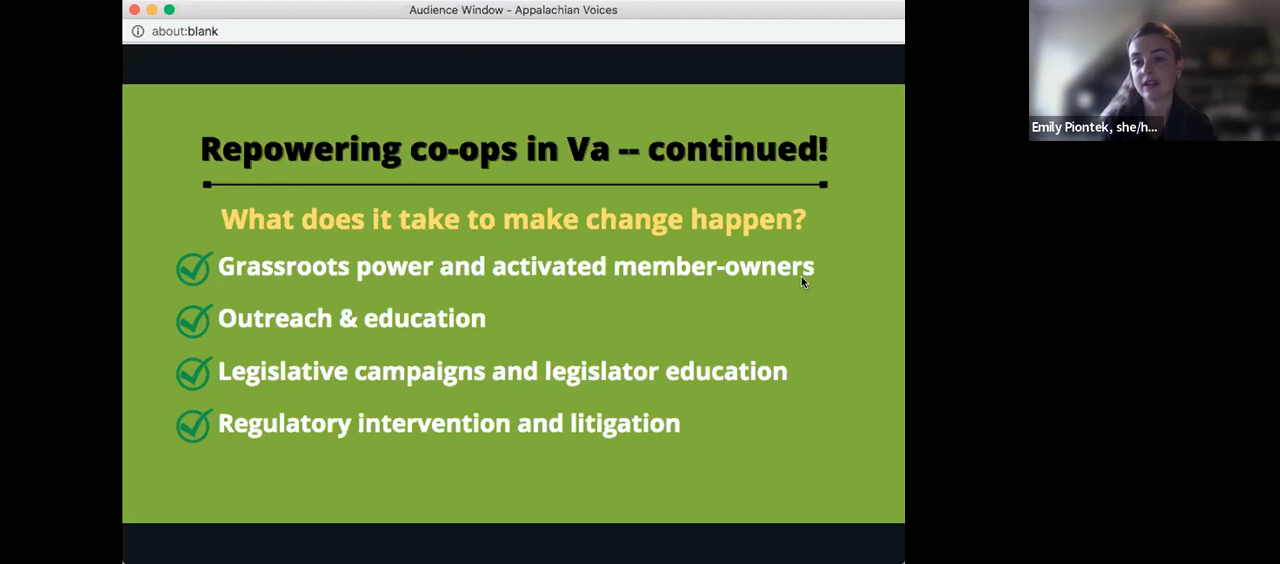 Audience Window - Appalachian Voices
about:blank
Repowering co-ops in Va -- continued!
What does it take to make change happen?
Grassroots power and activated member-owners
Outreach & education
Legislative campaigns and legislator education
Regulatory intervention and litigation
Emily Piontek, she/h...